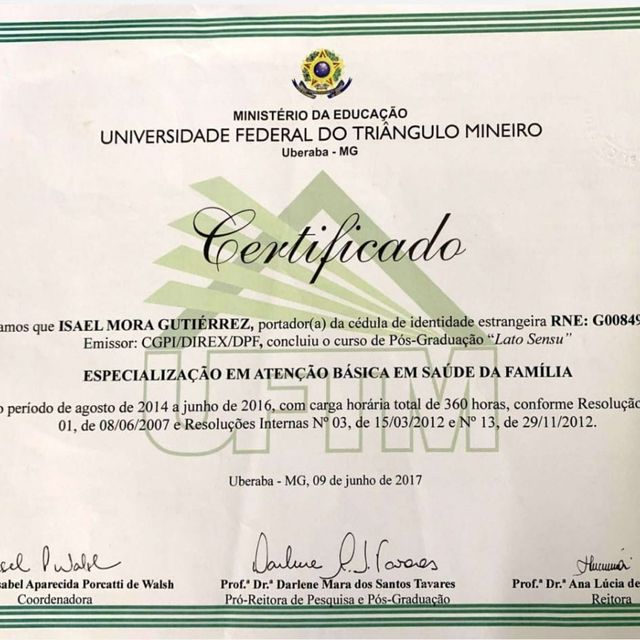 MINISTÉRIO DA EDUCAÇÃO
UNIVERSIDADE FEDERAL DO TRIÂNGULO MINEIRO
Uberaba - MG
Certificado
amos que ISAEL MORA GUTIÉRREZ, portador(a) da cédula de identidade estrangeira RNE: G00849
Emissor: CGPI/DIREX/DPF, concluiu o curso de Pós-Graduação “Lato Sensu”
ESPECIALIZAÇÃO EM ATENÇÃO BÁSICA EM SAÚDE DA FAMÍLIA
o período de agosto de 2014 a junho de 2016, com carga horária total de 360 horas, conforme Resolução
01, de 08/06/2007 e Resoluções Internas Nº 03, de 15/03/2012 e Nº 13, de 29/11/2012.
UFTM
Uberaba - MG, 09 de junho de 2017
sabel Aparecida Porcatti de Walsh
Coordenadora
Prof.ª Dr.ª Darlene Mara dos Santos Tavares
Pró-Reitora de Pesquisa e Pós-Graduação
Prof.ª Dr.ª Ana Lúcia de
Reitora